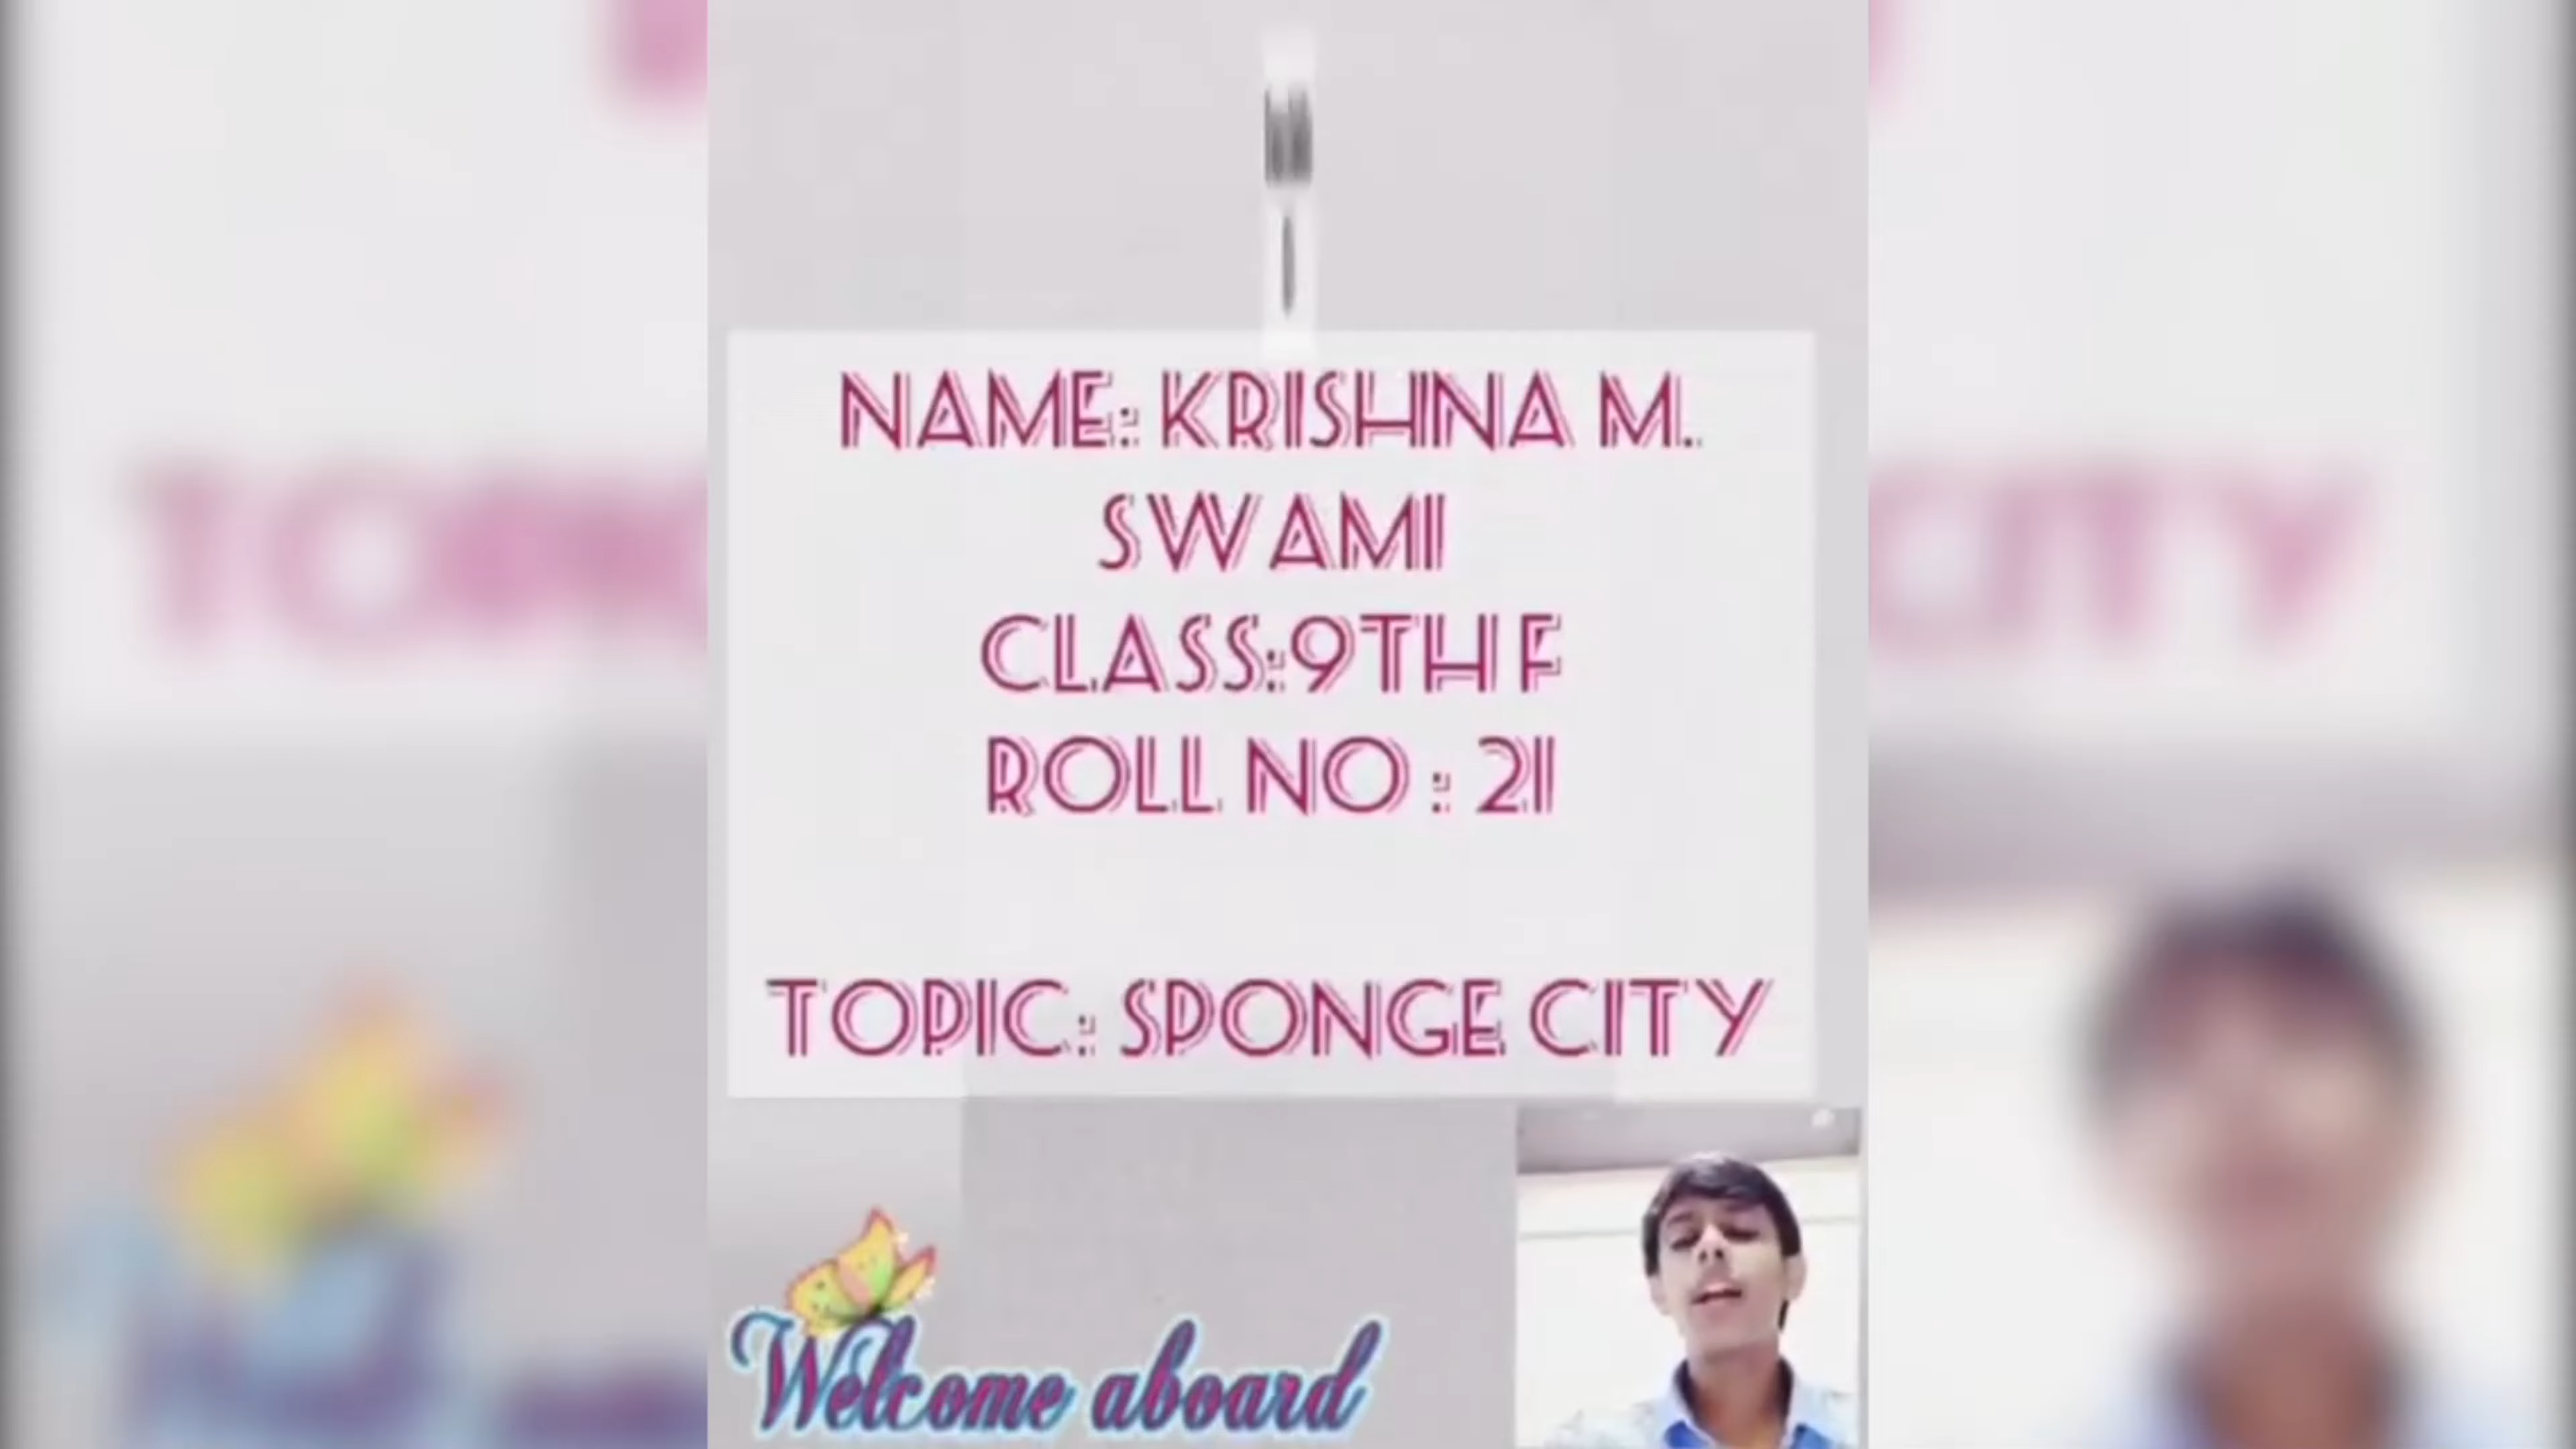 NAME: KRISHNA M.
SWAMI
CLASS:9TH F
ROLL NO : 21
TOPIC: SPONGE CITY
Welcome aboard